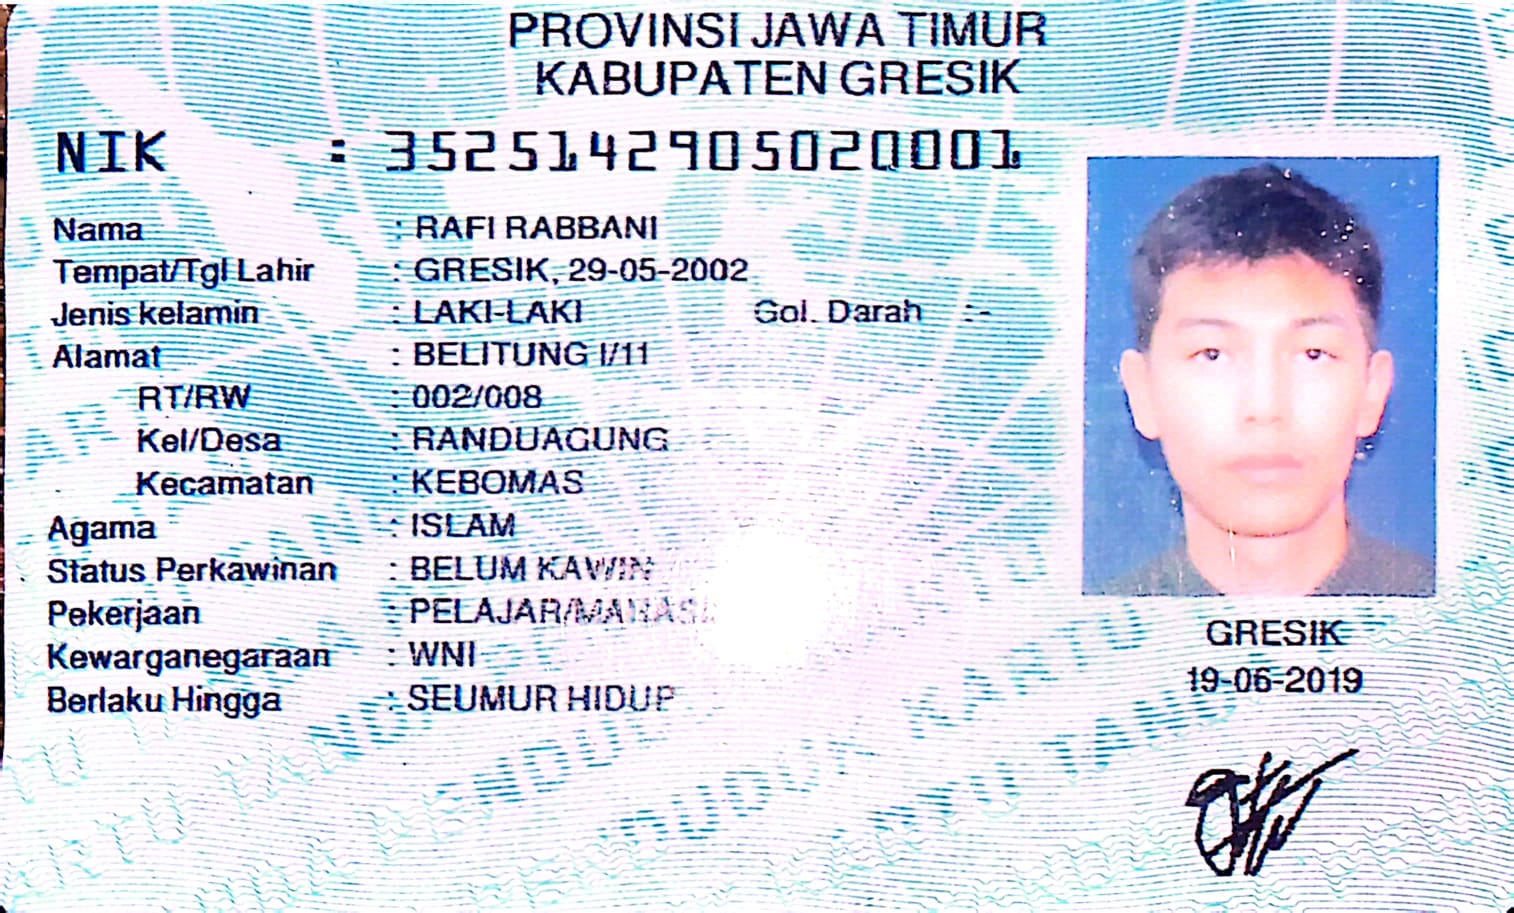 PROVINSI JAWA TIMUR
KABUPATEN GRESIK
NIK : 3525142905020001
Nama : RAFI RABBANI
Tempat/Tgl Lahir : GRESIK, 29-05-2002
Jenis kelamin : LAKI-LAKI Gol. Darah : -
Alamat : BELITUNG I/11
RT/RW : 002/008
Kel/Desa : RANDUAGUNG
Kecamatan : KEBOMAS
Agama : ISLAM
Status Perkawinan : BELUM KAWIN
Pekerjaan : PELAJAR/
Kewarganegaraan : WNI
Berlaku Hingga : SEUMUR HIDUP
GRESIK
19-06-2019